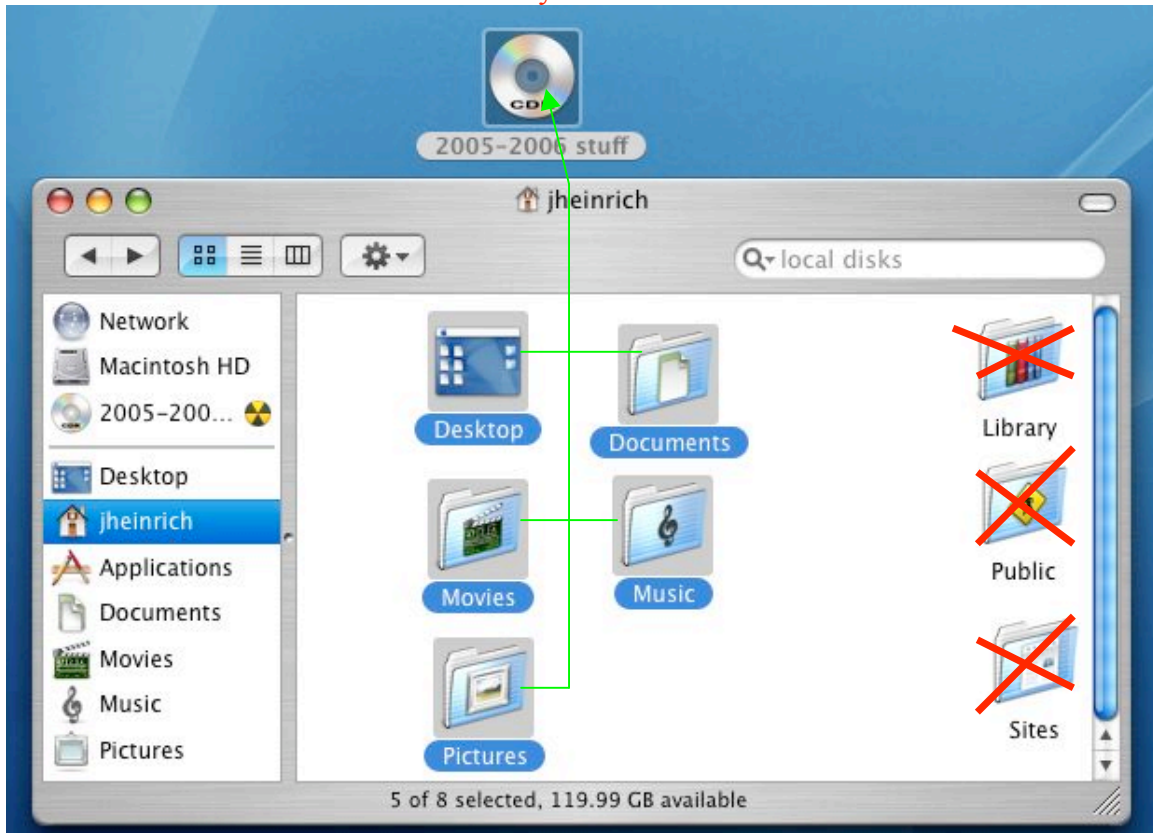 CDR
2005-2006 stuff
jheinrich
local disks
Network
Macintosh HD
2005-200...
Desktop
jheinrich
Applications
Documents
Movies
Music
Pictures
Desktop
Documents
Library
Movies
Music
Public
Pictures
Sites
5 of 8 selected, 119.99 GB available